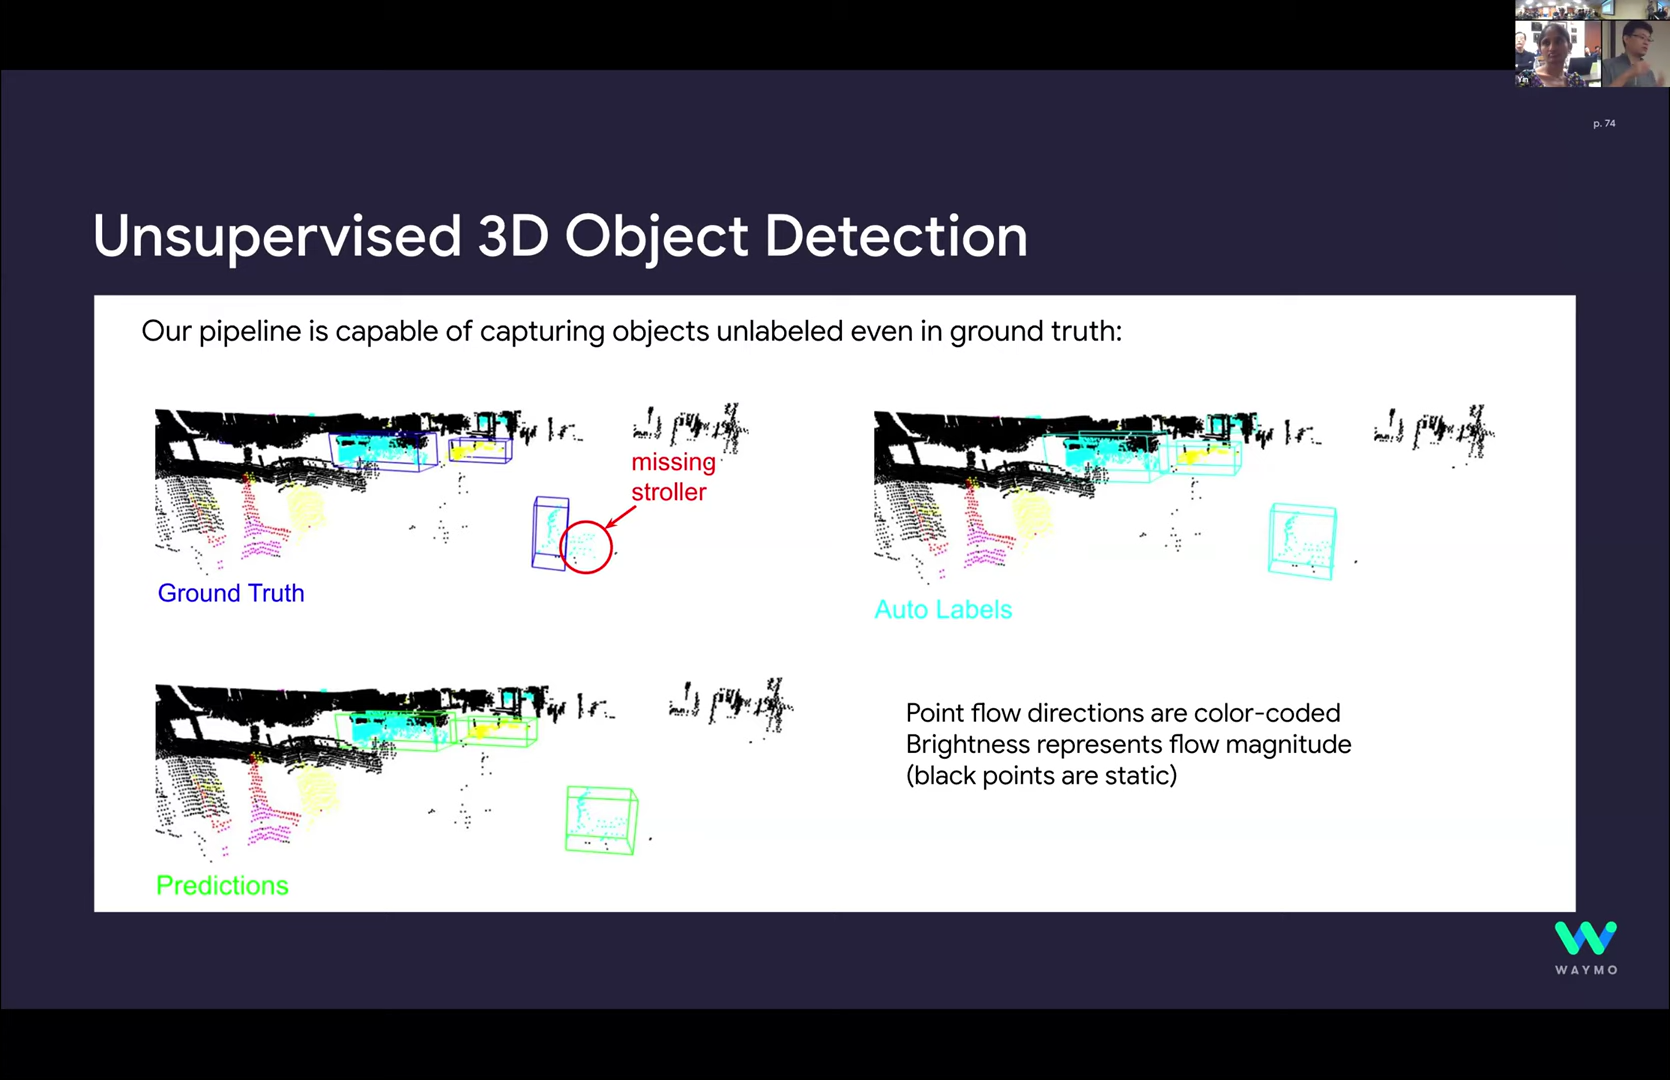 Yin
p. 74
Unsupervised 3D Object Detection
Our pipeline is capable of capturing objects unlabeled even in ground truth:
missing
stroller
Ground Truth
Auto Labels
Point flow directions are color-coded
Brightness represents flow magnitude
(black points are static)
Predictions
WAYMO